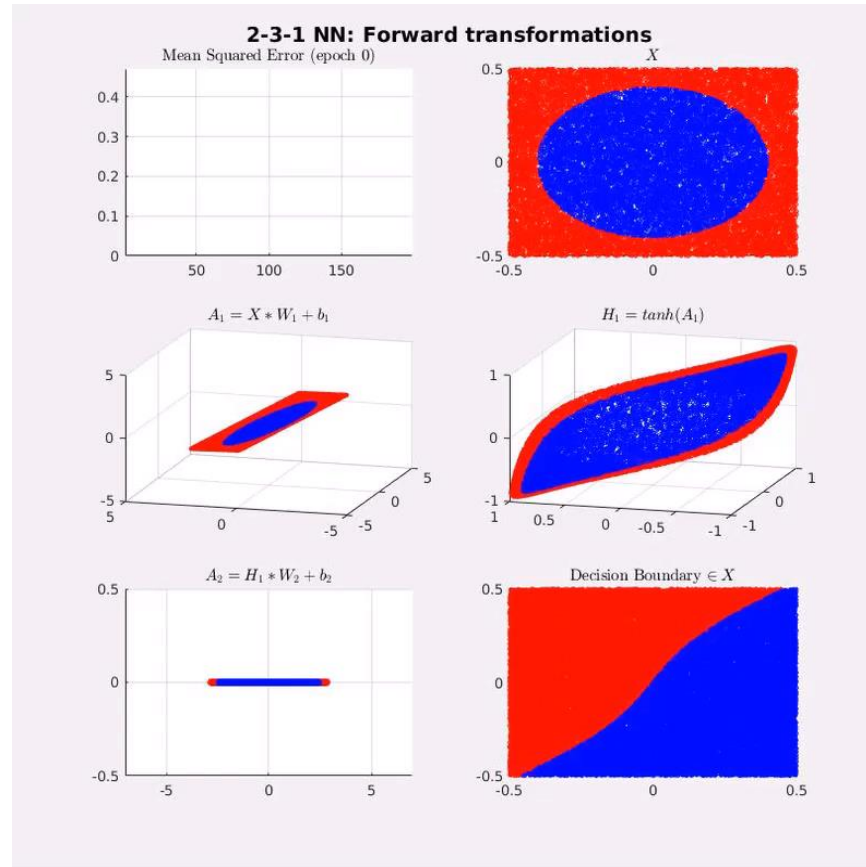 2-3-1 NN: Forward transformations
Mean Squared Error (epoch 0)
0.4
0.3
0.2
0.1
0
50 100 150
X
0.5
0
-0.5
-0.5 0 0.5
A₁ = X ∗ W₁ + b₁
5
0
-5
5 0 -5
-5 0 5
H₁ = tanh(A₁)
1
0
-1
1 0.5 0 -0.5 -1
-1 0 1
A₂ = H₁ ∗ W₂ + b₂
0.5
0
-0.5
-5 0 5
Decision Boundary ∈ X
0.5
0
-0.5
-0.5 0 0.5